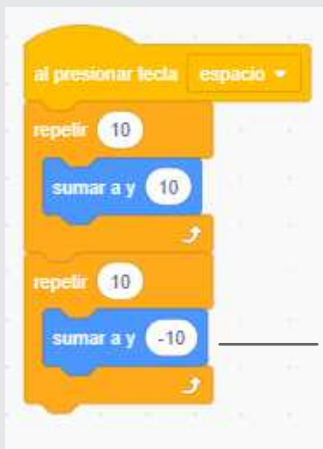 al presionar tecla espacio
repetir 10
sumar a y 10
repetir 10
sumar a y -10